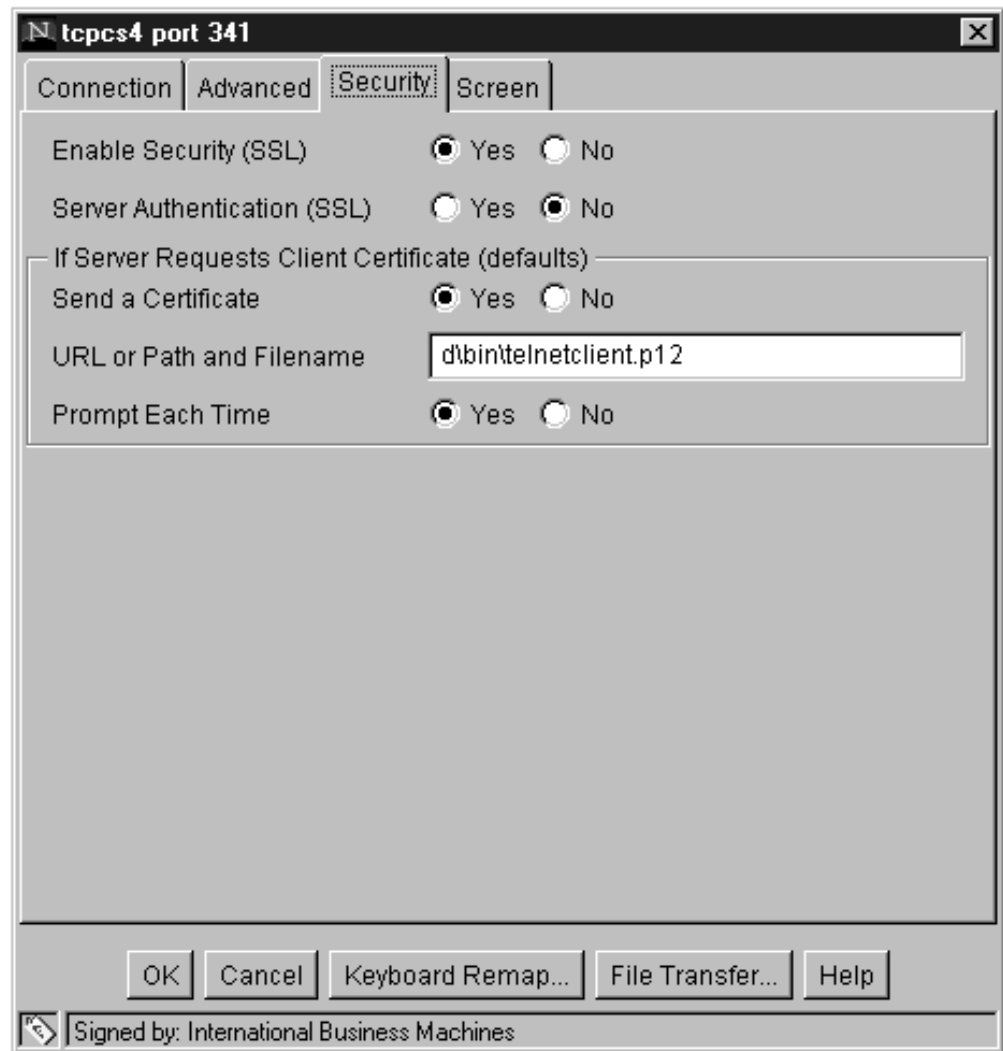 N tcpcs4 port 341
Connection Advanced Security Screen
Enable Security (SSL) Yes No
Server Authentication (SSL) Yes No
If Server Requests Client Certificate (defaults)
Send a Certificate Yes No
URL or Path and Filename d\bin\telnetclient.p12
Prompt Each Time Yes No
OK Cancel Keyboard Remap... File Transfer... Help
Signed by: International Business Machines